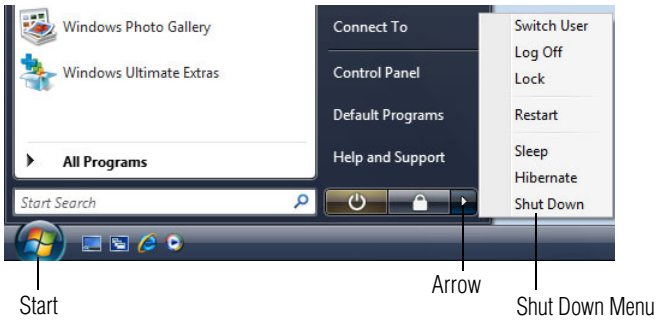 Windows Photo Gallery
Windows Ultimate Extras
All Programs
Start Search
Connect To
Control Panel
Default Programs
Help and Support
Switch User
Log Off
Lock
Restart
Sleep
Hibernate
Shut Down
Start
Arrow
Shut Down Menu